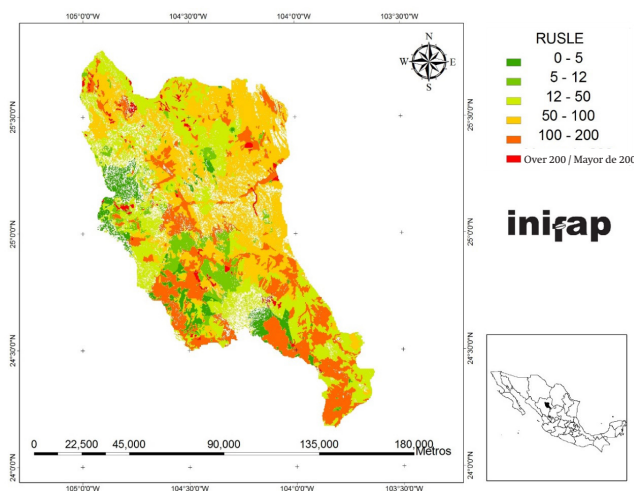 105°0'0"N
104°30'0"N
104°0'0"N
103°30'0"N
N
W
E
S
25°30'0"N
25°30'0"N
25°0'0"N
25°0'0"N
24°30'0"N
24°30'0"N
24°0'0"N
24°0'0"N
0
22,500
45,000
90,000
135,000
180,000
Metros
105°0'0"N
104°30'0"N
104°0'0"N
103°30'0"N
RUSLE
0 - 5
5 - 12
12 - 50
50 - 100
100 - 200
Over 200 / Mayor de 200
inifap